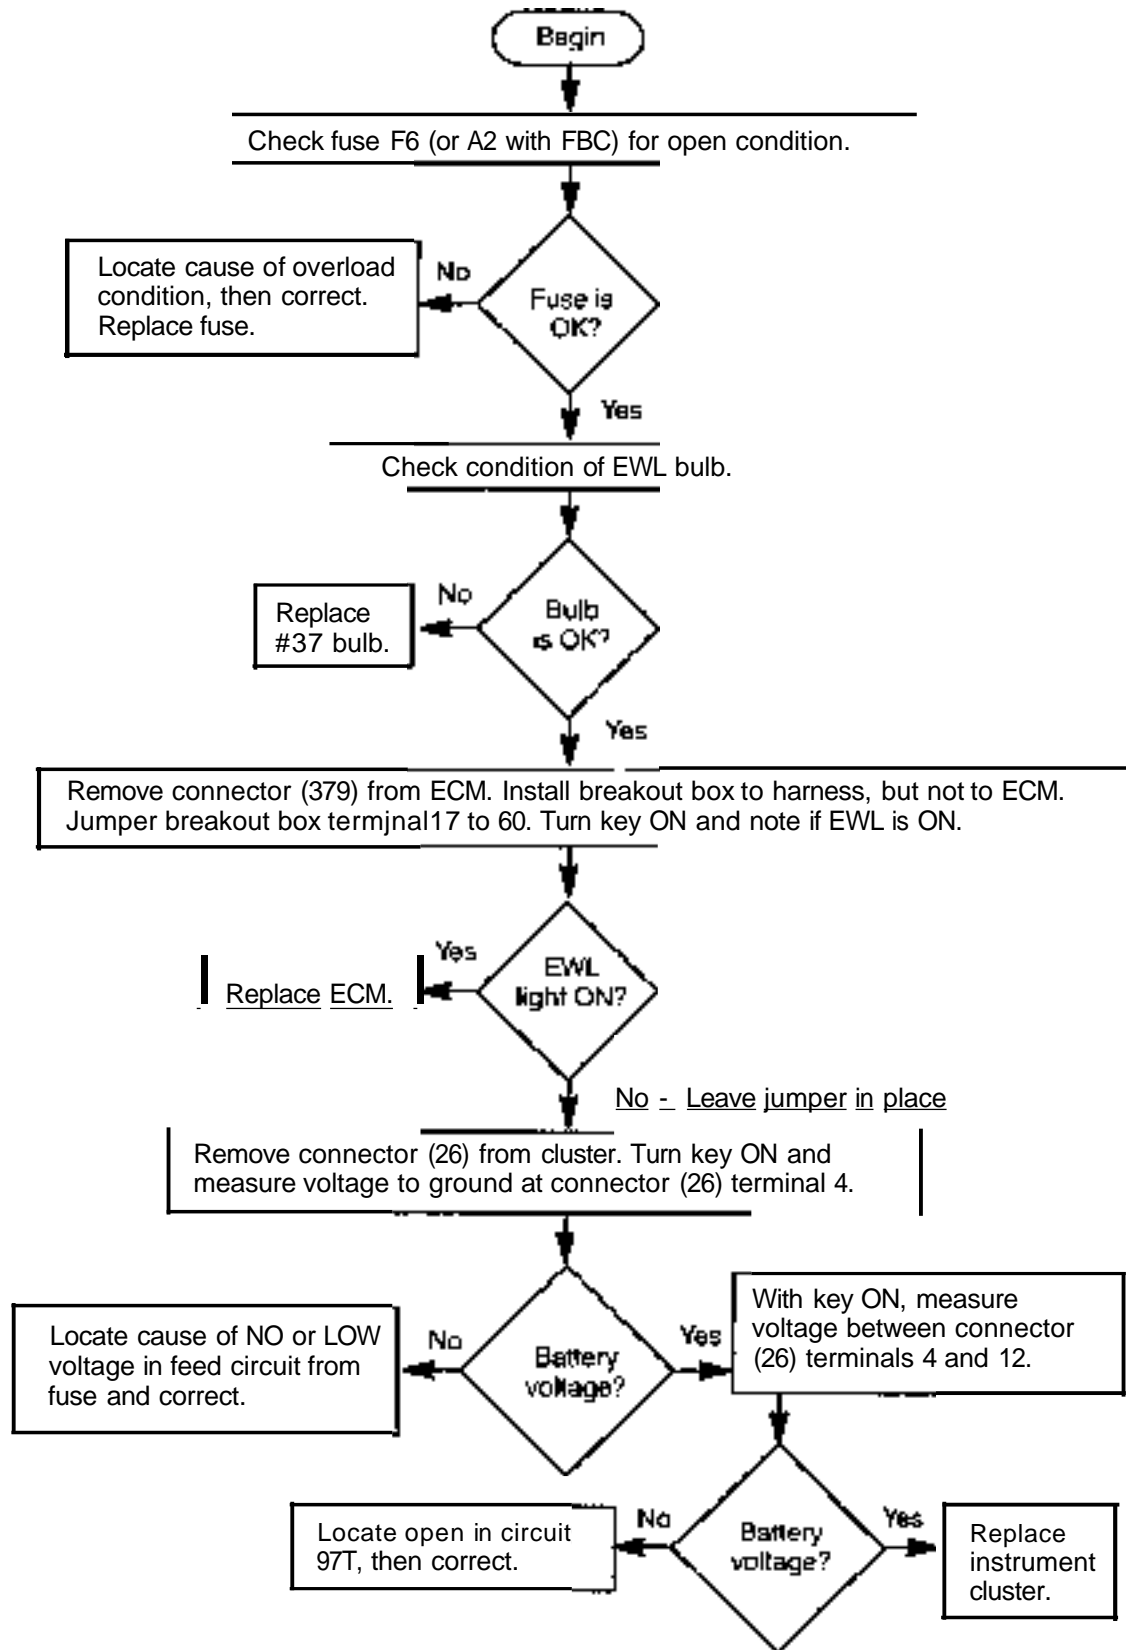 Begin
Check fuse F6 (or A2 with FBC) for open condition.
Locate cause of overload
condition, then correct.
Replace fuse.
No
Fuse is
OK?
Yes
Check condition of EWL bulb.
Replace
#37 bulb.
No
Bulb
is OK?
Yes
Remove connector (379) from ECM. Install breakout box to harness, but not to ECM.
Jumper breakout box termjnal17 to 60. Turn key ON and note if EWL is ON.
Replace ECM.
Yes
EWL
light ON?
No - Leave jumper in place
Remove connector (26) from cluster. Turn key ON and
measure voltage to ground at connector (26) terminal 4.
Locate cause of NO or LOW
voltage in feed circuit from
fuse and correct.
No
Battery
voltage?
Yes
With key ON, measure
voltage between connector
(26) terminals 4 and 12.
Locate open in circuit
97T, then correct.
No
Battery
voltage?
Yes
Replace
instrument
cluster.